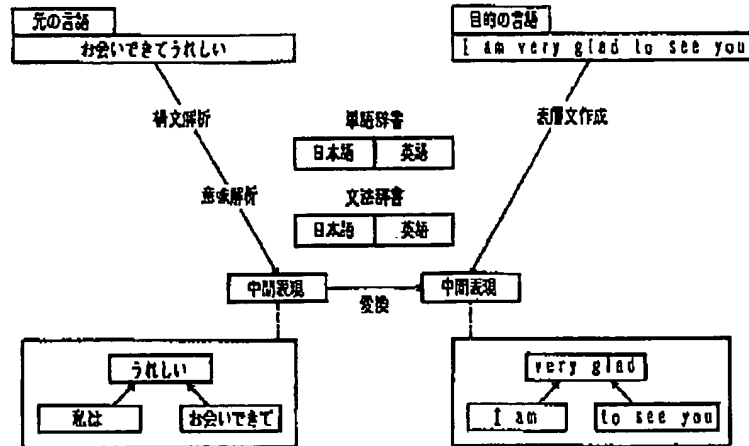 元の言語
お会いできてうれしい
目的の言語
I am very glad to see you
構文解析
単語辞書
表層文作成
日本語 英語
意味解析
文法辞書
日本語 英語
中間表現
変換
中間表現
うれしい
私は
お会いできて
very glad
I am
to see you